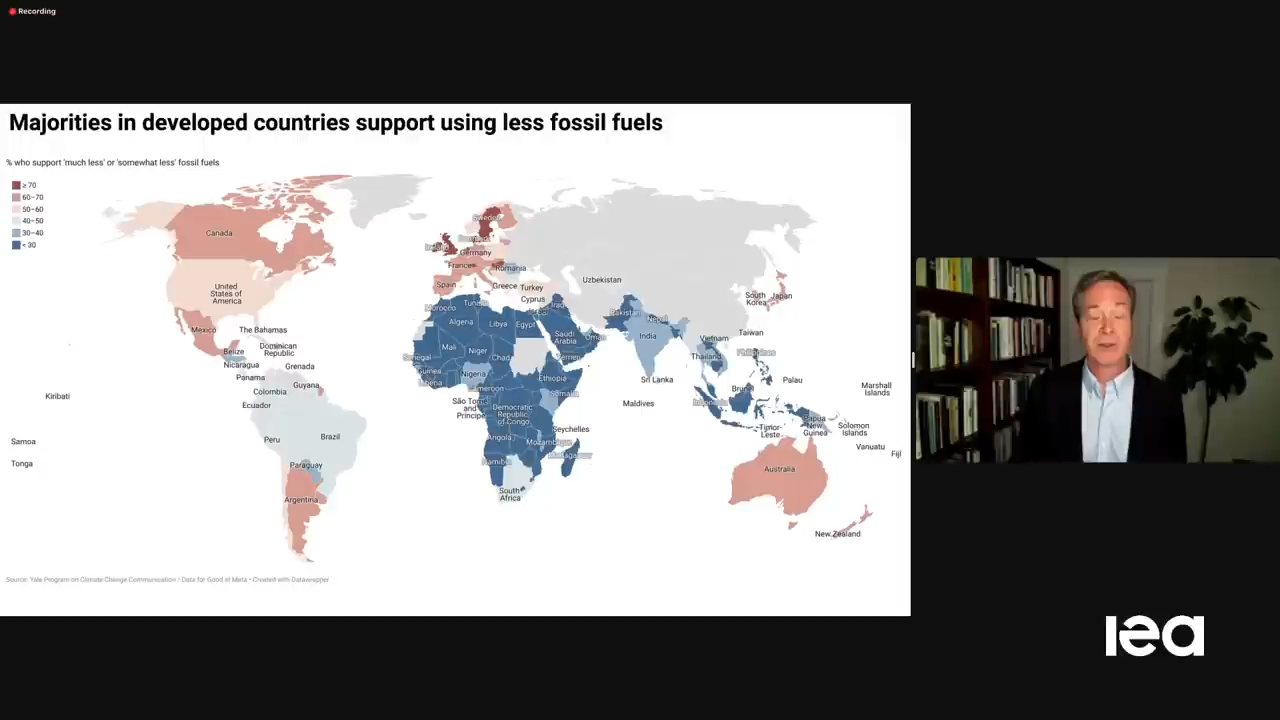 Recording
Majorities in developed countries support using less fossil fuels
% who support 'much less' or 'somewhat less' fossil fuels
≥ 70
60–70
50–60
40–50
30–40
< 30
Canada
United
States of
America
Mexico
The Bahamas
Belize
Dominican
Republic
Nicaragua
Grenada
Panama
Guyana
Colombia
Ecuador
Peru
Brazil
Paraguay
Argentina
Kiribati
Samoa
Tonga
Sweden
Germany
France
Romania
Spain
Greece
Turkey
Cyprus
Uzbekistan
Morocco
Algeria
Libya
Egypt
Iraq
Saudi
Arabia
Oman
Yemen
Pakistan
Nepal
India
Mali
Niger
Chad
Senegal
Guinea
Liberia
Nigeria
Cameroon
Ethiopia
Somalia
São Tomé
and
Principe
Democratic
Republic
of Congo
Seychelles
Angola
Mozambique
Madagascar
Namibia
South
Africa
Sri Lanka
Maldives
South
Korea
Japan
Taiwan
Vietnam
Thailand
Philippines
Brunei
Palau
Indonesia
Timor-
Leste
Papua
New
Guinea
Marshall
Islands
Solomon
Islands
Vanuatu
Fiji
Australia
New Zealand
Source: Yale Program on Climate Change Communication / Data for Good at Meta • Created with Datawrapper
iea